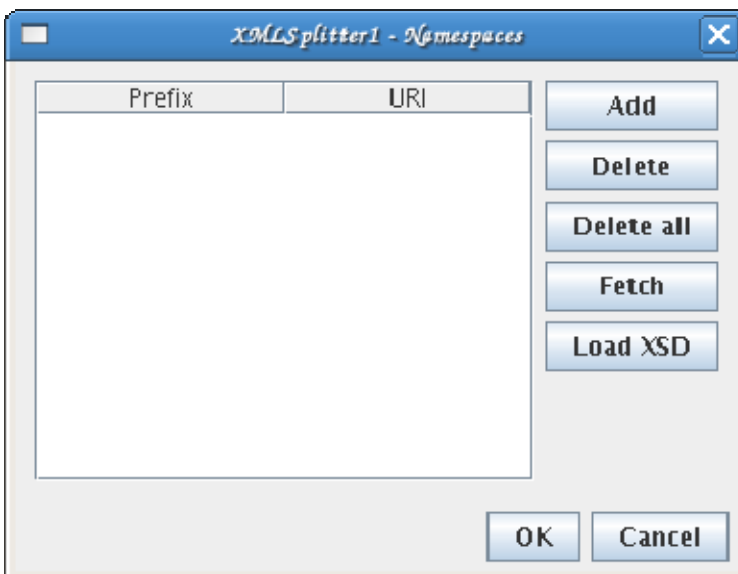 XMLSplitter1 - Namespaces
Prefix URI
Add
Delete
Delete all
Fetch
Load XSD
OK Cancel